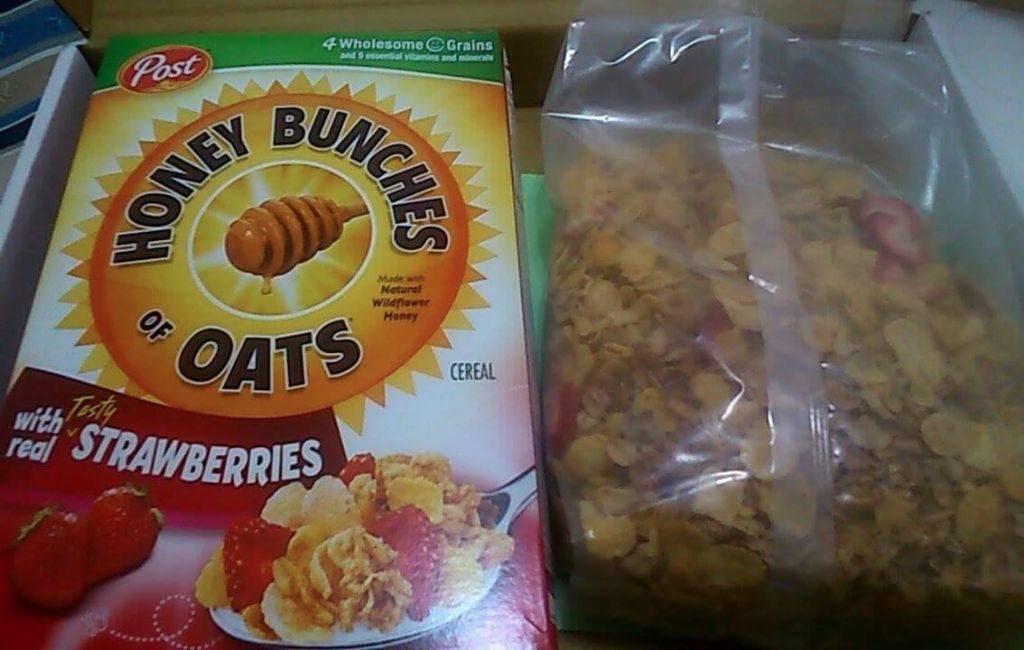 Post
4 Wholesome Grains
and 9 essential vitamins and minerals
HONEY BUNCHES
OF
OATS
Made with
Natural
Wildflower
Honey
CEREAL
with Tasty
real STRAWBERRIES